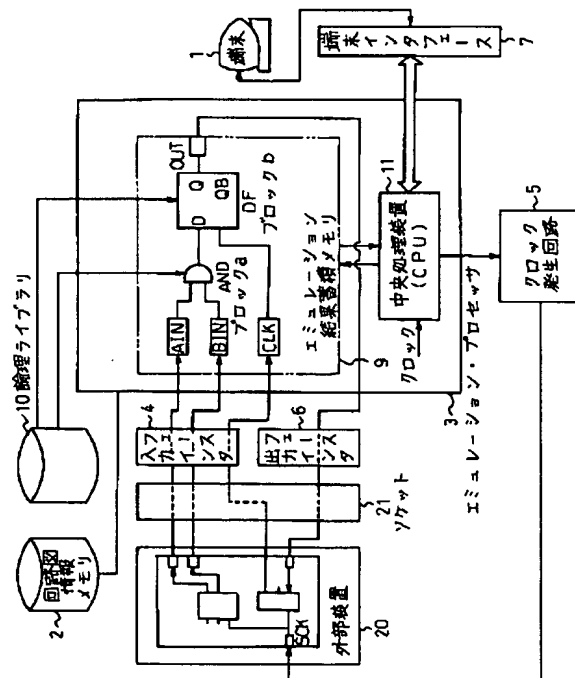 10 論理ライブラリ
回路図
情報
メモリ
2
端末
1
端末インタフェース
7
AIN
BIN
CLK
AND
ブロックa
D
Q
QB
DF
ブロックb
OUT
エミュレーション
結果蓄積メモリ
9
11
中央処理装置
(CPU)
クロック
3
エミュレーション・プロセッサ
クロック
発生回路
5
4
入力インタ
フェイス
6
出力インタ
フェイス
21
ソケット
SCK
外部装置
20